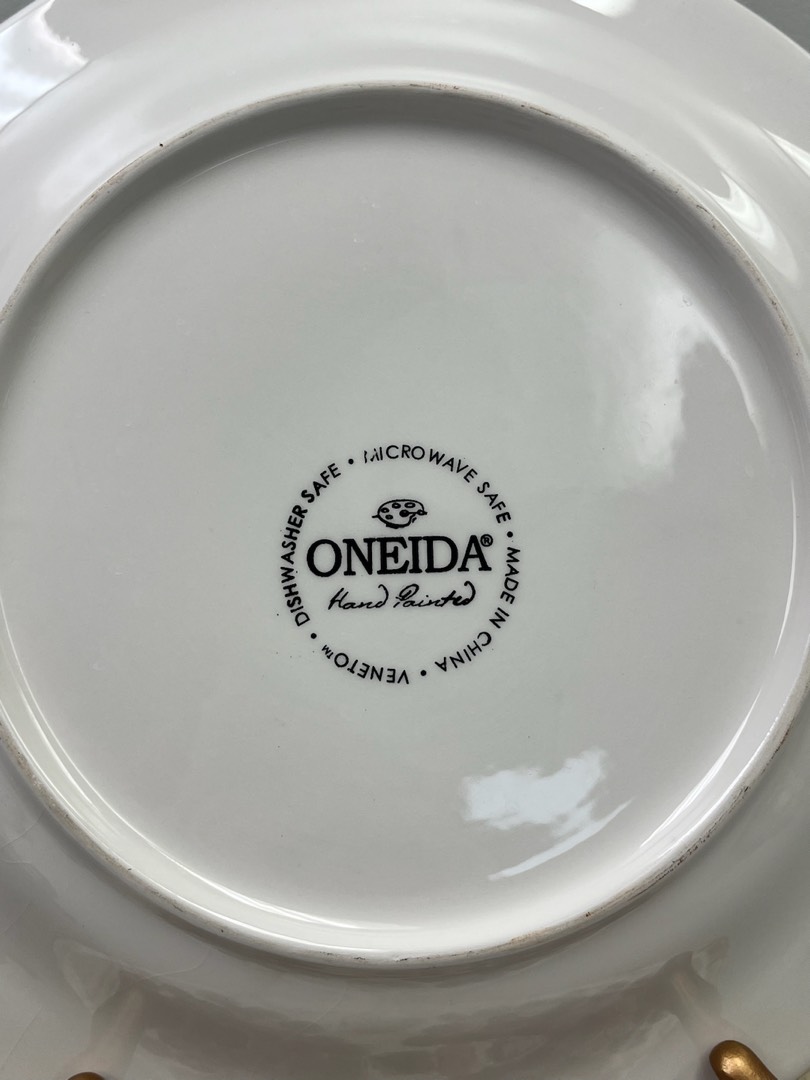 DISHWASHER SAFE • MICROWAVE SAFE • MADE IN CHINA • VENETO™ •
ONEIDA®
Hand Painted